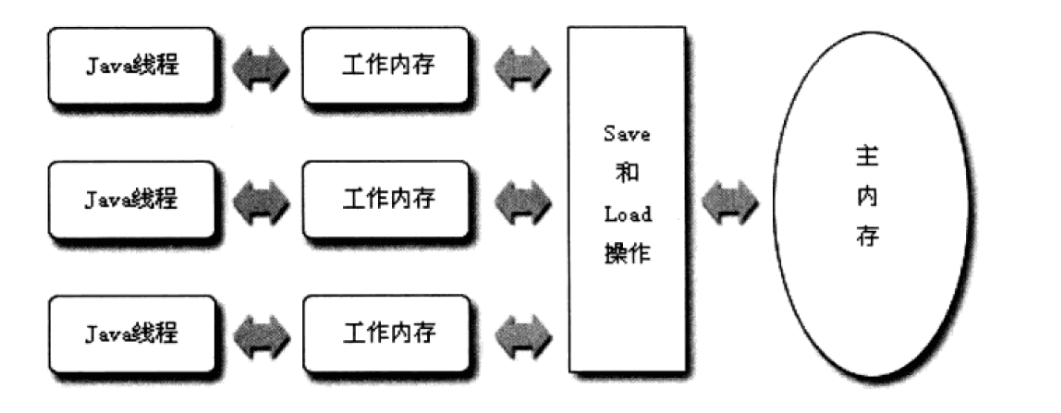 Java线程
工作内存
Java线程
工作内存
Java线程
工作内存
Save
和
Load
操作
主
内
存